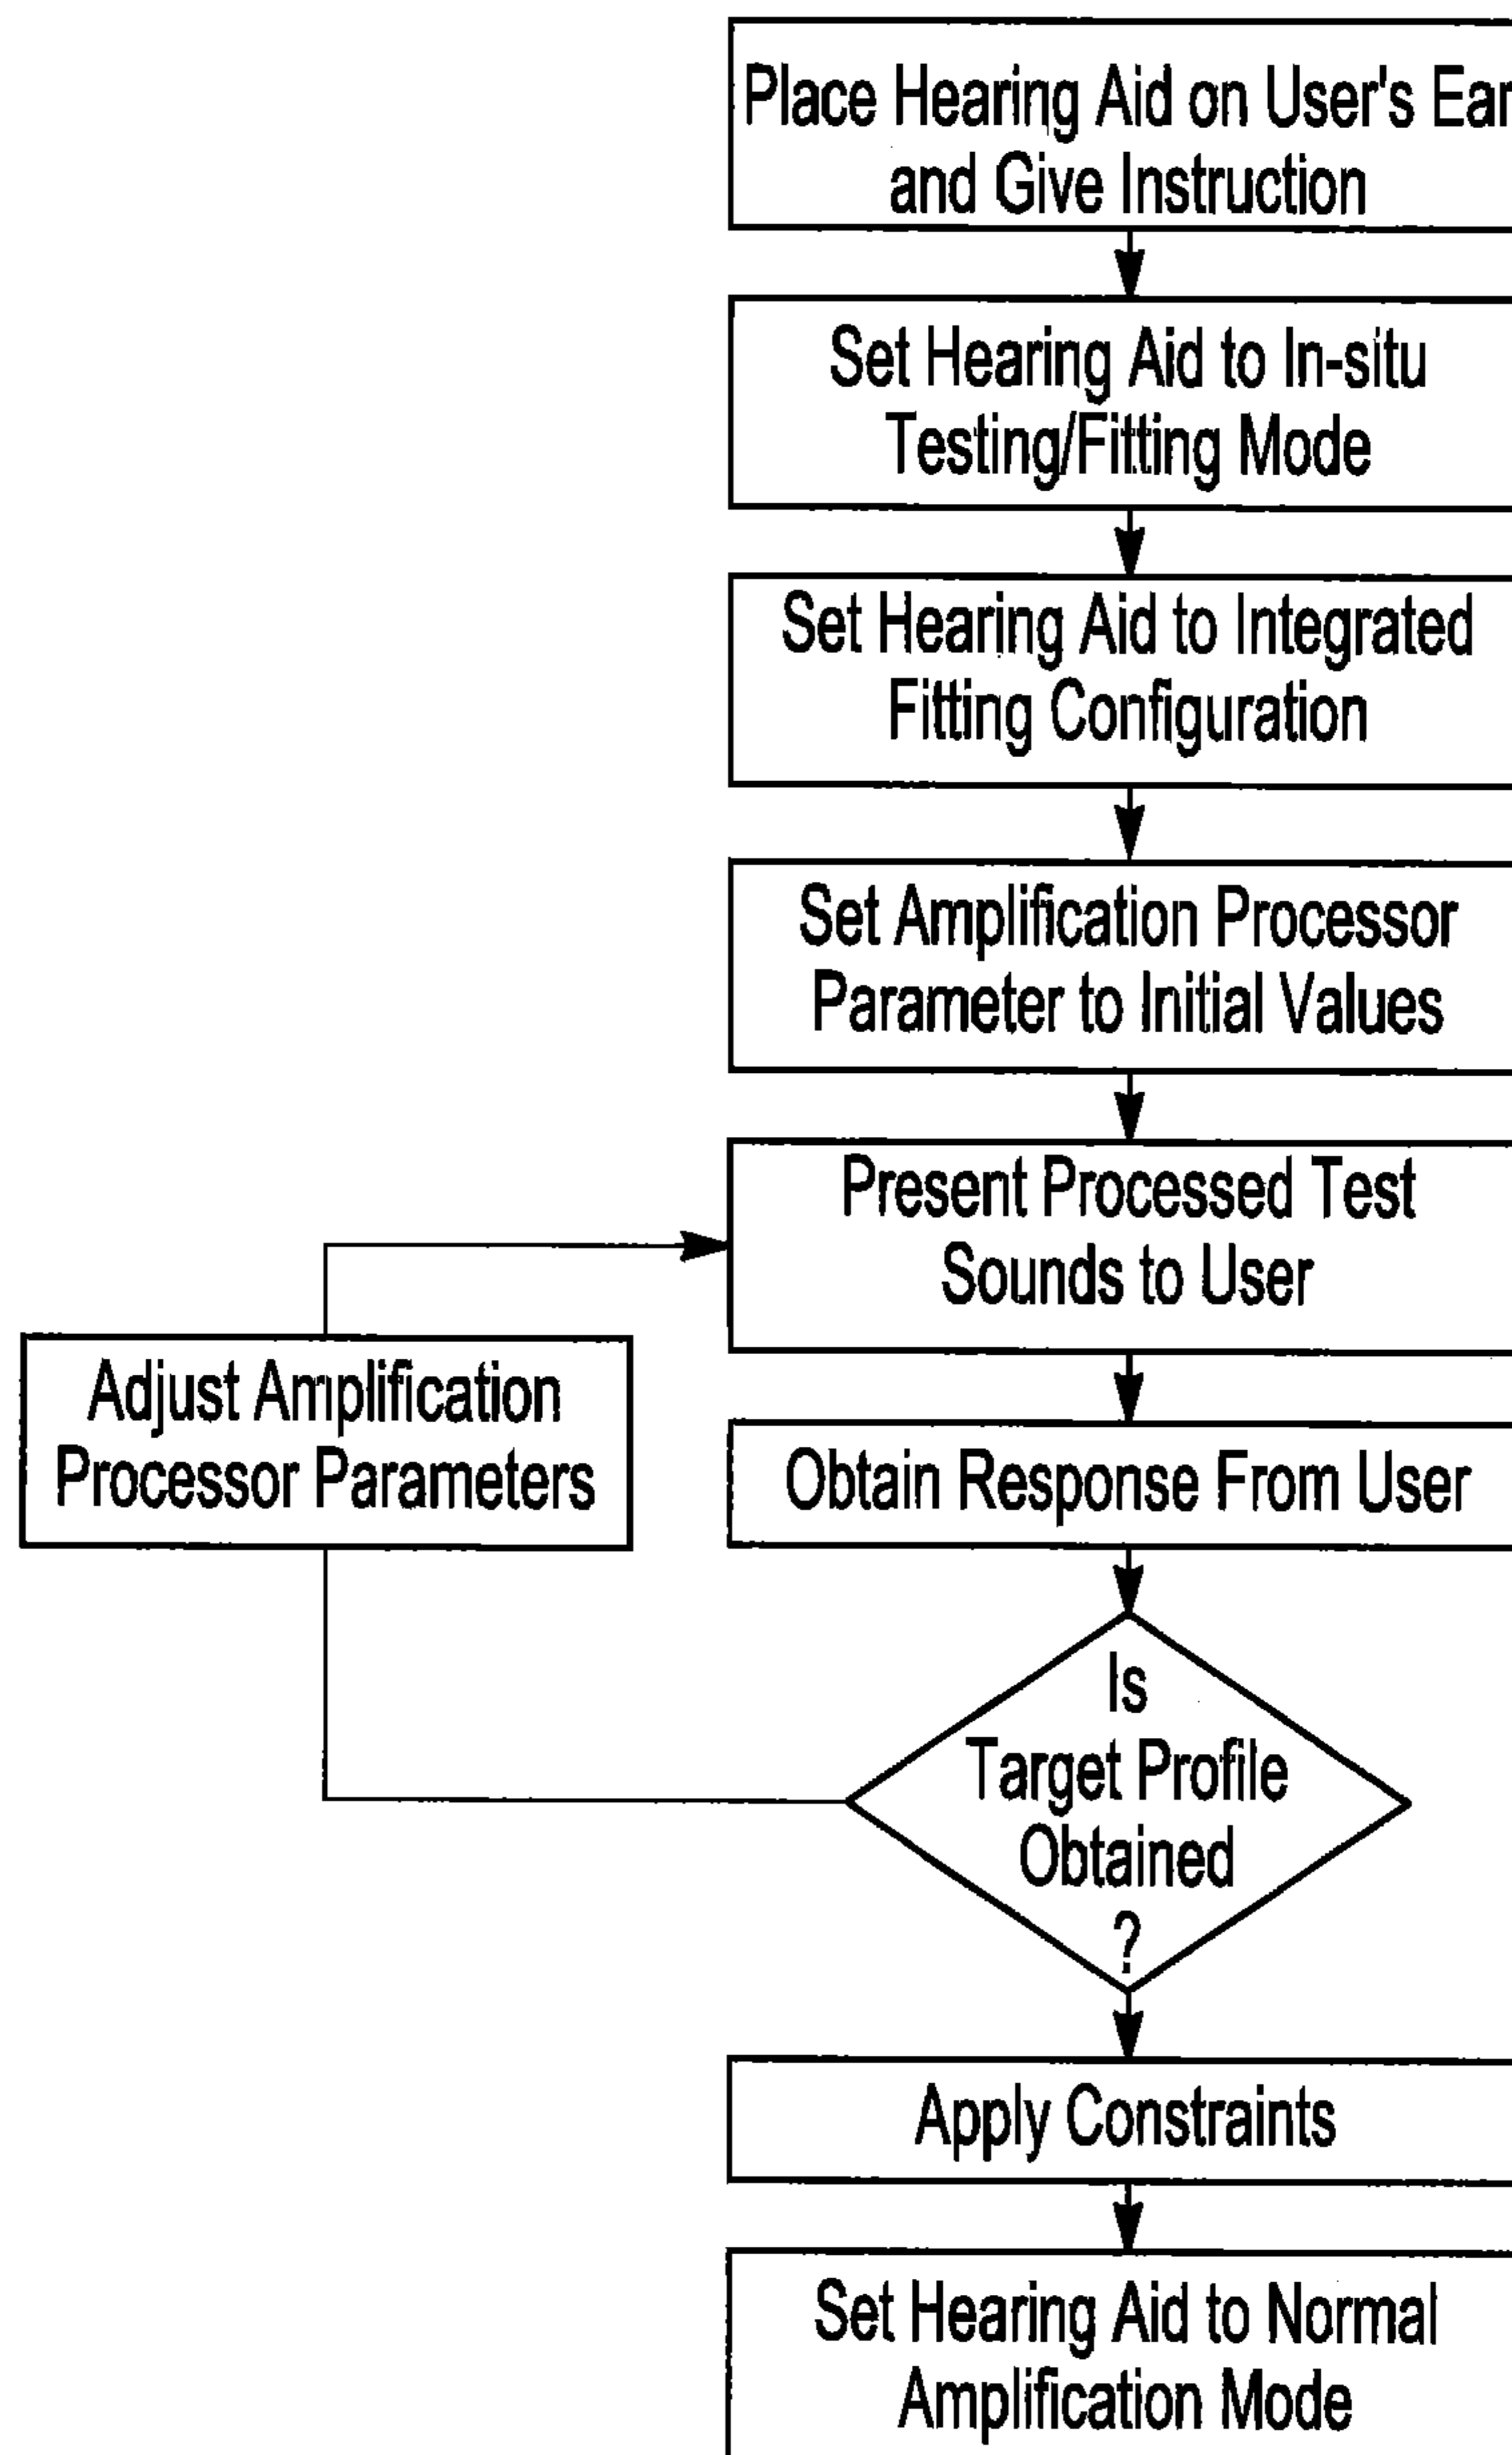 Place Hearing Aid on User's Ear
and Give Instruction
Set Hearing Aid to In-situ
Testing/Fitting Mode
Set Hearing Aid to Integrated
Fitting Configuration
Set Amplification Processor
Parameter to Initial Values
Present Processed Test
Sounds to User
Adjust Amplification
Processor Parameters
Obtain Response From User
Is
Target Profile
Obtained
?
Apply Constraints
Set Hearing Aid to Normal
Amplification Mode